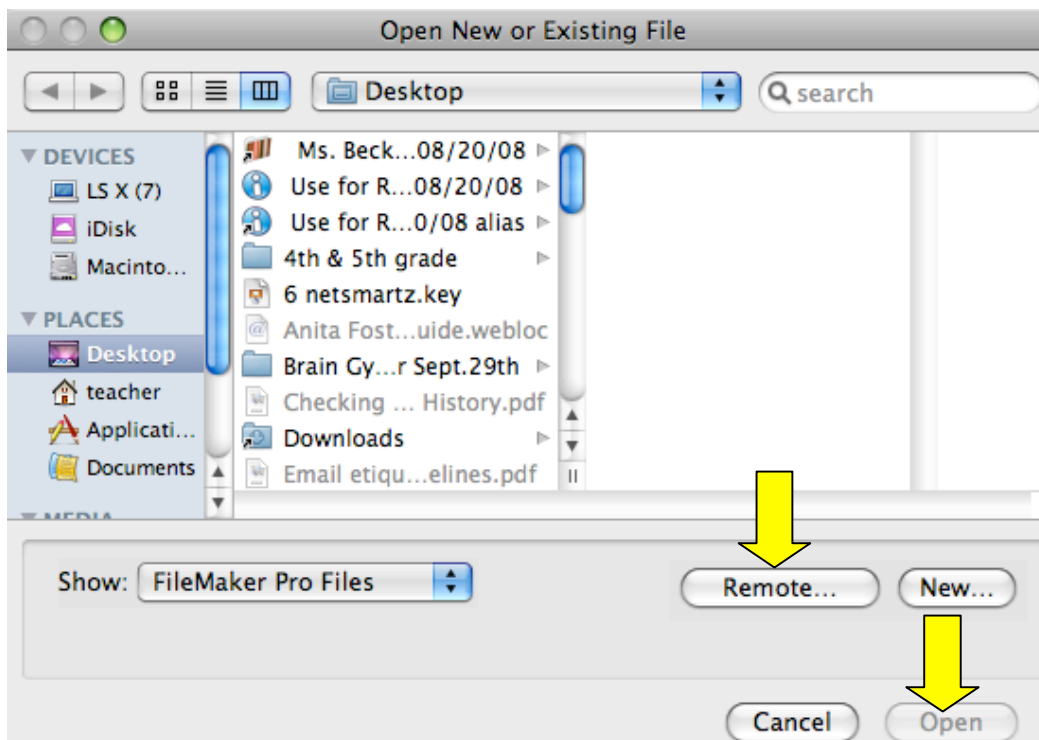 Open New or Existing File
Desktop
search
DEVICES
LS X (7)
iDisk
Macinto...
PLACES
Desktop
teacher
Applicati...
Documents
MEDIA
Ms. Beck...08/20/08
Use for R...08/20/08
Use for R...0/08 alias
4th & 5th grade
6 netsmartz.key
Anita Fost...uide.webloc
Brain Gy...r Sept.29th
Checking ... History.pdf
Downloads
Email etiqu...elines.pdf
Show: FileMaker Pro Files
Remote... New...
Cancel Open